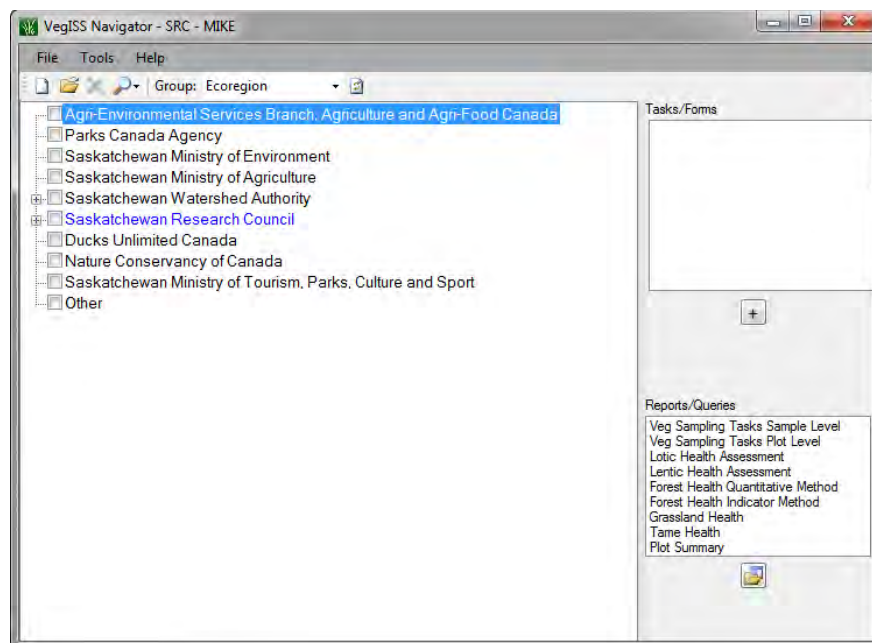 VegISS Navigator - SRC - MIKE
File Tools Help
Group: Ecoregion
Agri-Environmental Services Branch, Agriculture and Agri-Food Canada
Parks Canada Agency
Saskatchewan Ministry of Environment
Saskatchewan Ministry of Agriculture
Saskatchewan Watershed Authority
Saskatchewan Research Council
Ducks Unlimited Canada
Nature Conservancy of Canada
Saskatchewan Ministry of Tourism, Parks, Culture and Sport
Other
Tasks/Forms
+
Reports/Queries
Veg Sampling Tasks Sample Level
Veg Sampling Tasks Plot Level
Lotic Health Assessment
Lentic Health Assessment
Forest Health Quantitative Method
Forest Health Indicator Method
Grassland Health
Tame Health
Plot Summary